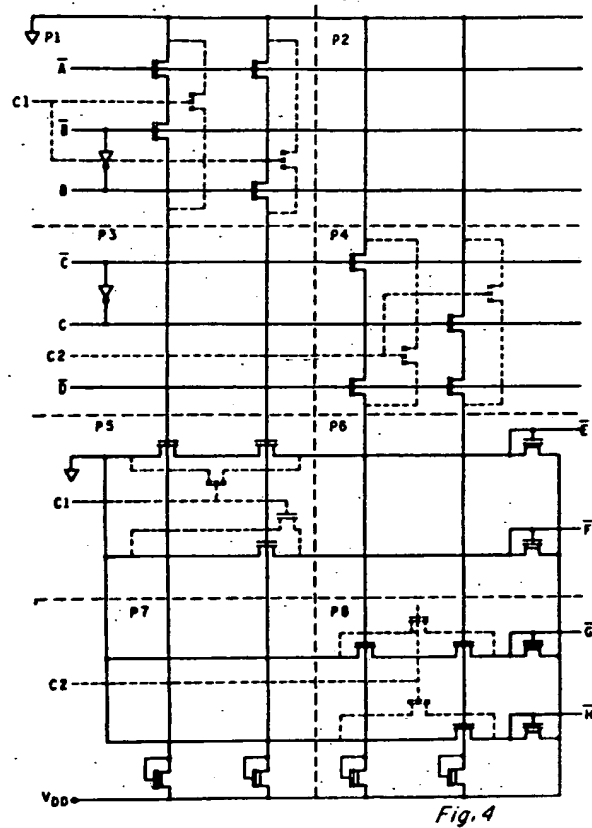 P1 P2
A̅
C1
B̅
B
P3 P4
C̅
C
C2
D̅
P5 P6
E̅
C1
F̅
P7 P8
G̅
C2
H̅
VDD
Fig. 4